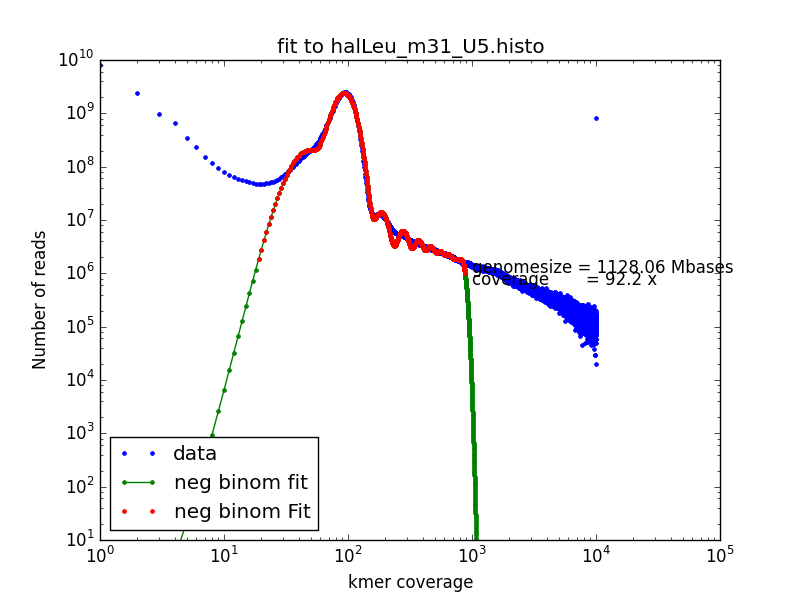 fit to halLeu_m31_U5.histo
10^10
10^9
10^8
10^7
10^6
10^5
10^4
10^3
10^2
10^1
Number of reads
genomesize = 1128.06 Mbases
coverage = 92.2 x
data
neg binom fit
neg binom Fit
10^0 10^1 10^2 10^3 10^4 10^5
kmer coverage